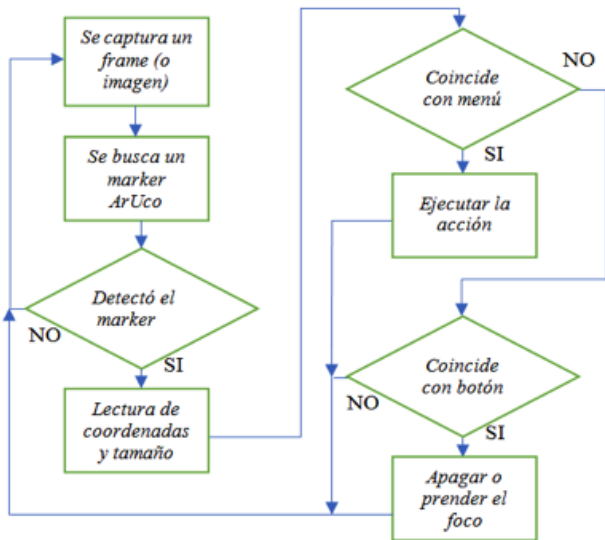 Se captura un
frame (o
imagen)
Se busca un
marker
ArUco
Detectó el
marker
NO
SI
Lectura de
coordenadas
y tamaño
Coincide
con menú
NO
SI
Ejecutar la
acción
Coincide
con botón
NO
SI
Apagar o
prender el
foco